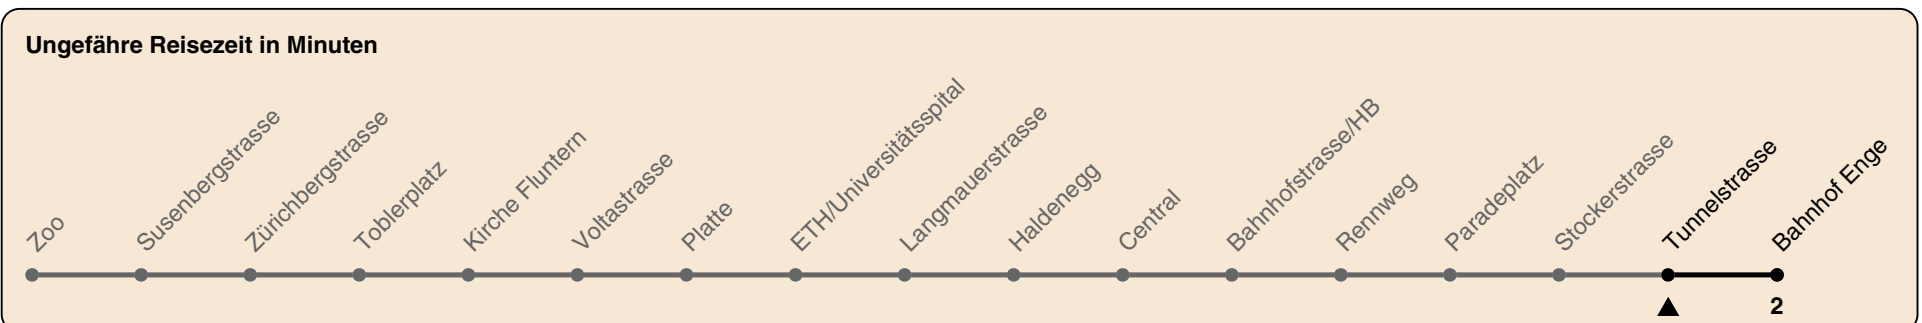 Ungefähre Reisezeit in Minuten
Zoo
Susenbergstrasse
Zürichbergstrasse
Toblerplatz
Kirche Fluntern
Voltastrasse
Platte
ETH/Universitätsspital
Langmauerstrasse
Haldenegg
Central
Bahnhofstrasse/HB
Rennweg
Paradeplatz
Stockerstrasse
Tunnelstrasse
Bahnhof Enge
2